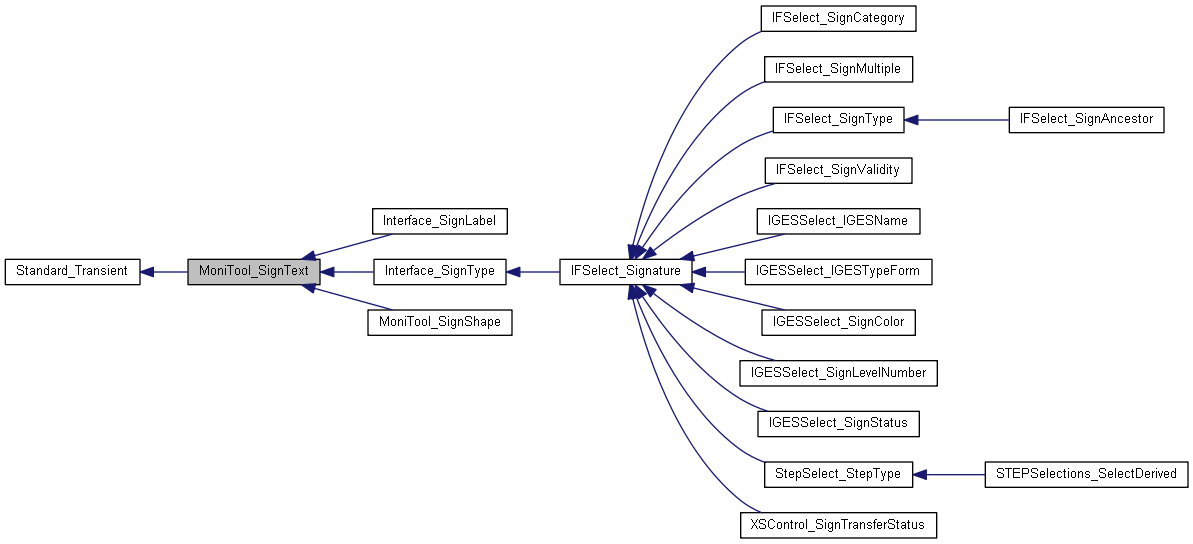 IFSelect_SignCategory
IFSelect_SignMultiple
IFSelect_SignType
IFSelect_SignAncestor
IFSelect_SignValidity
Interface_SignLabel
IGESSelect_IGESName
Standard_Transient
MoniTool_SignText
Interface_SignType
IFSelect_Signature
IGESSelect_IGESTypeForm
MoniTool_SignShape
IGESSelect_SignColor
IGESSelect_SignLevelNumber
IGESSelect_SignStatus
StepSelect_StepType
STEPSelections_SelectDerived
XSControl_SignTransferStatus